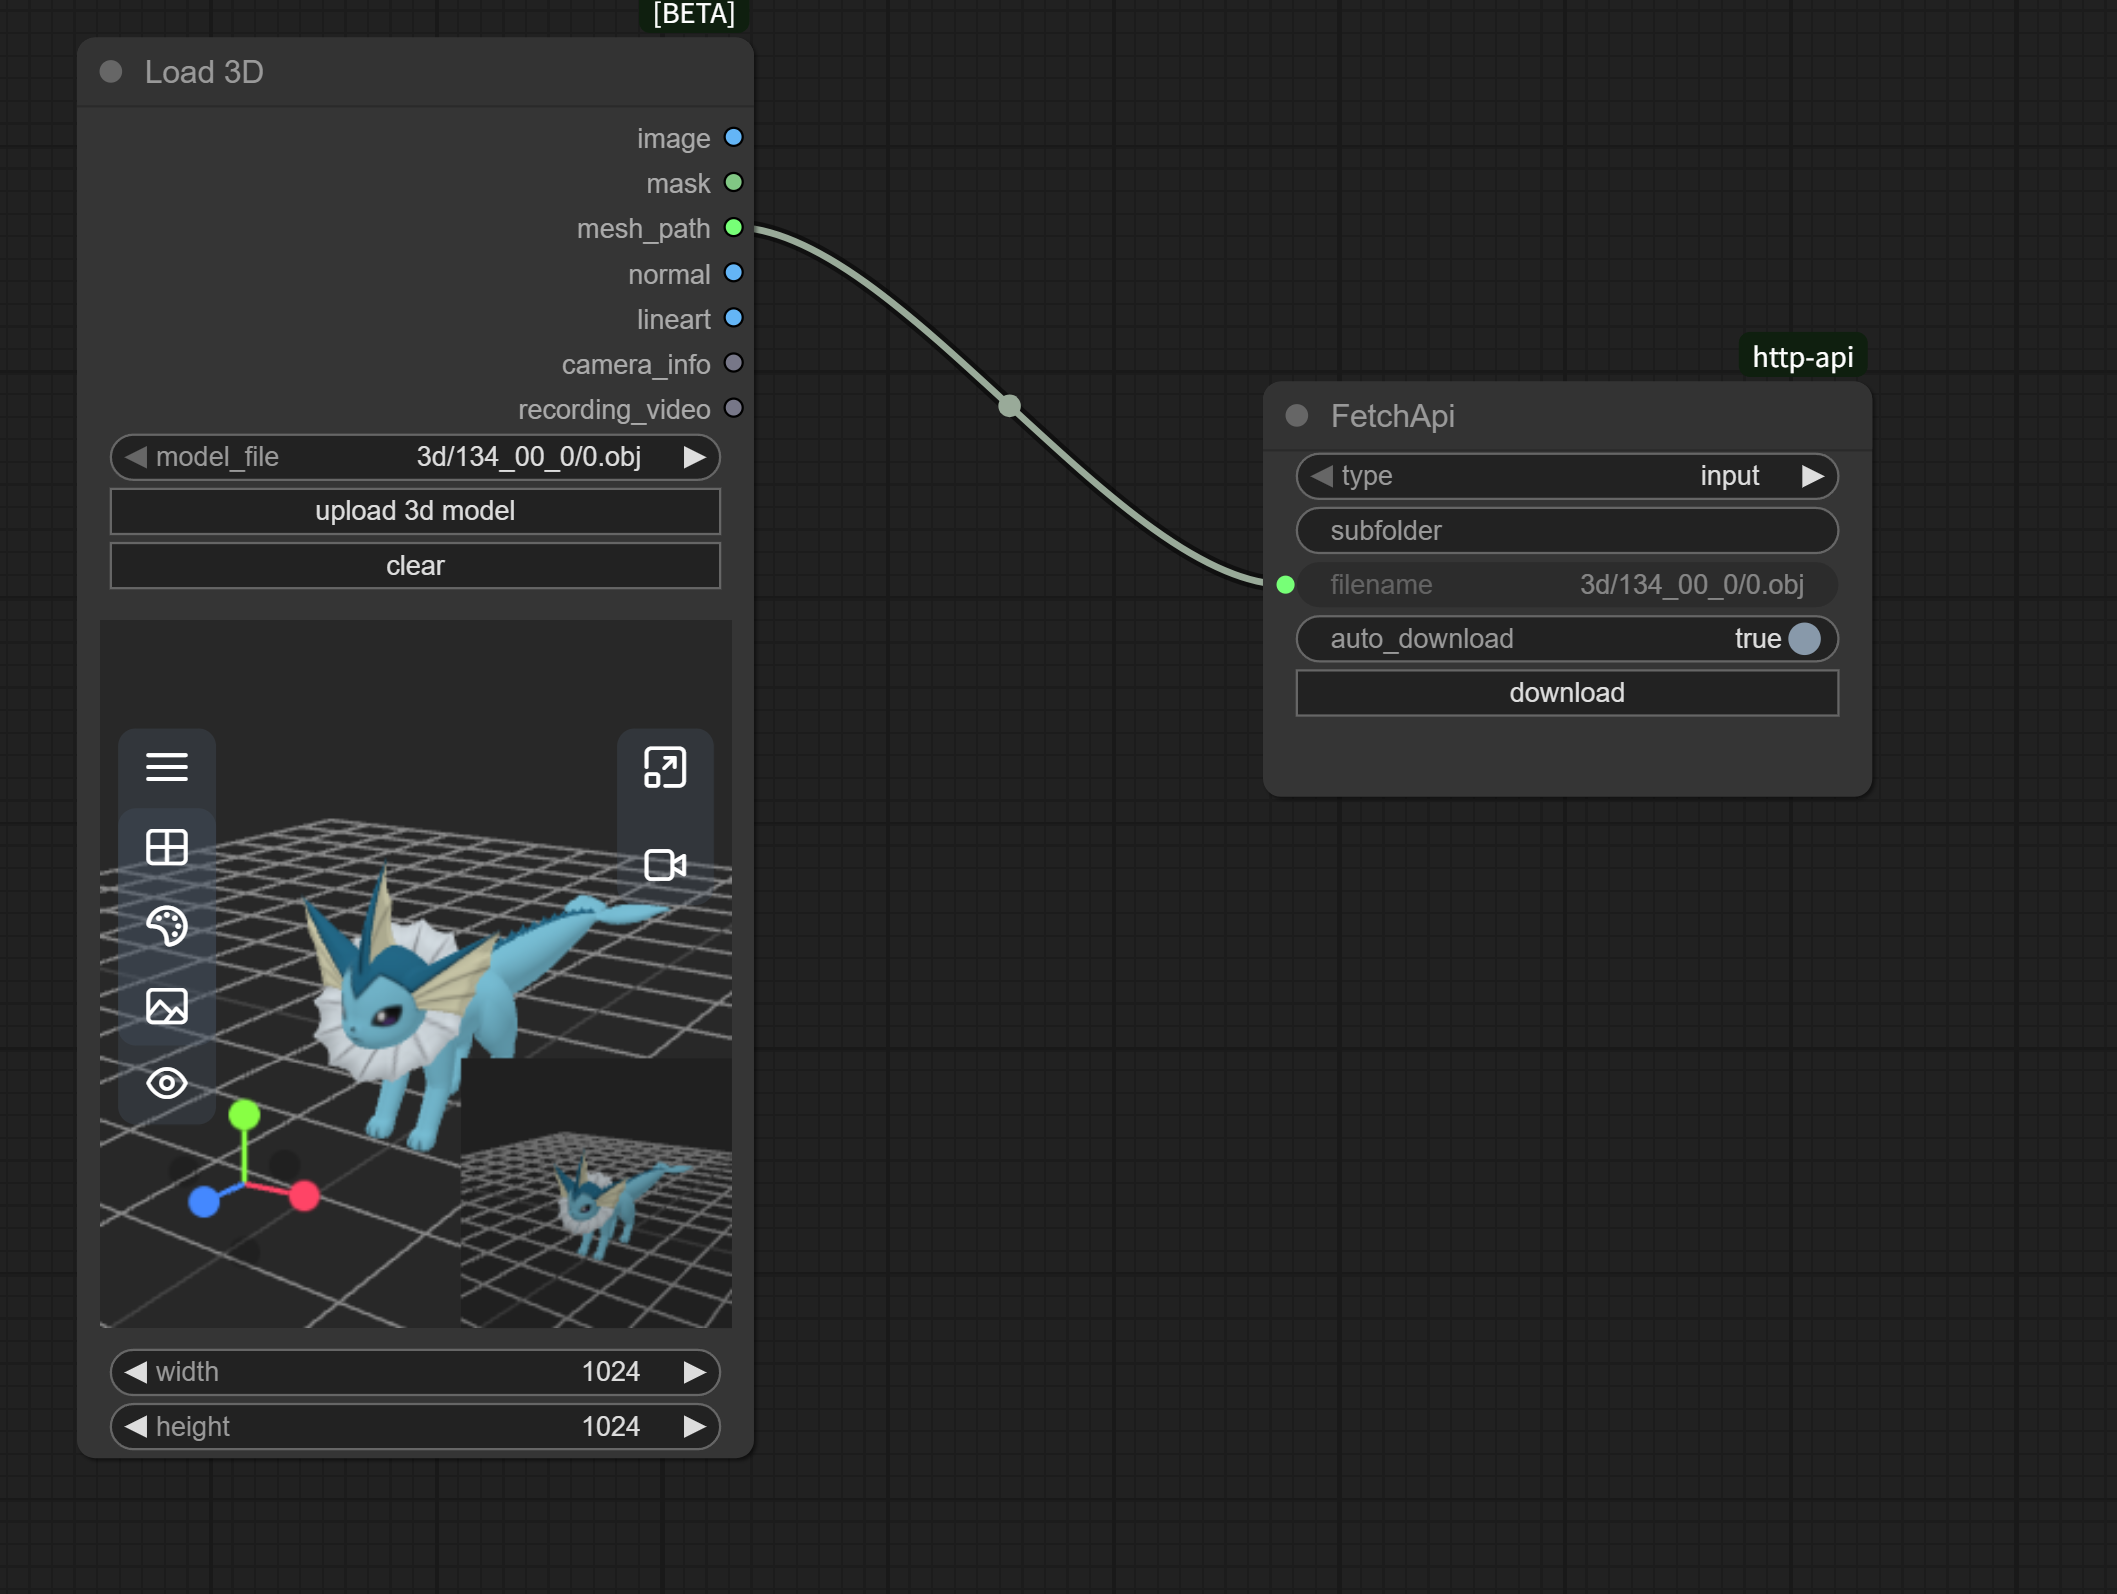 [BETA]
Load 3D
image
mask
mesh_path
normal
lineart
camera_info
recording_video
model_file 3d/134_00_0/0.obj
upload 3d model
clear
width 1024
height 1024
http-api
FetchApi
type input
subfolder
filename 3d/134_00_0/0.obj
auto_download true
download